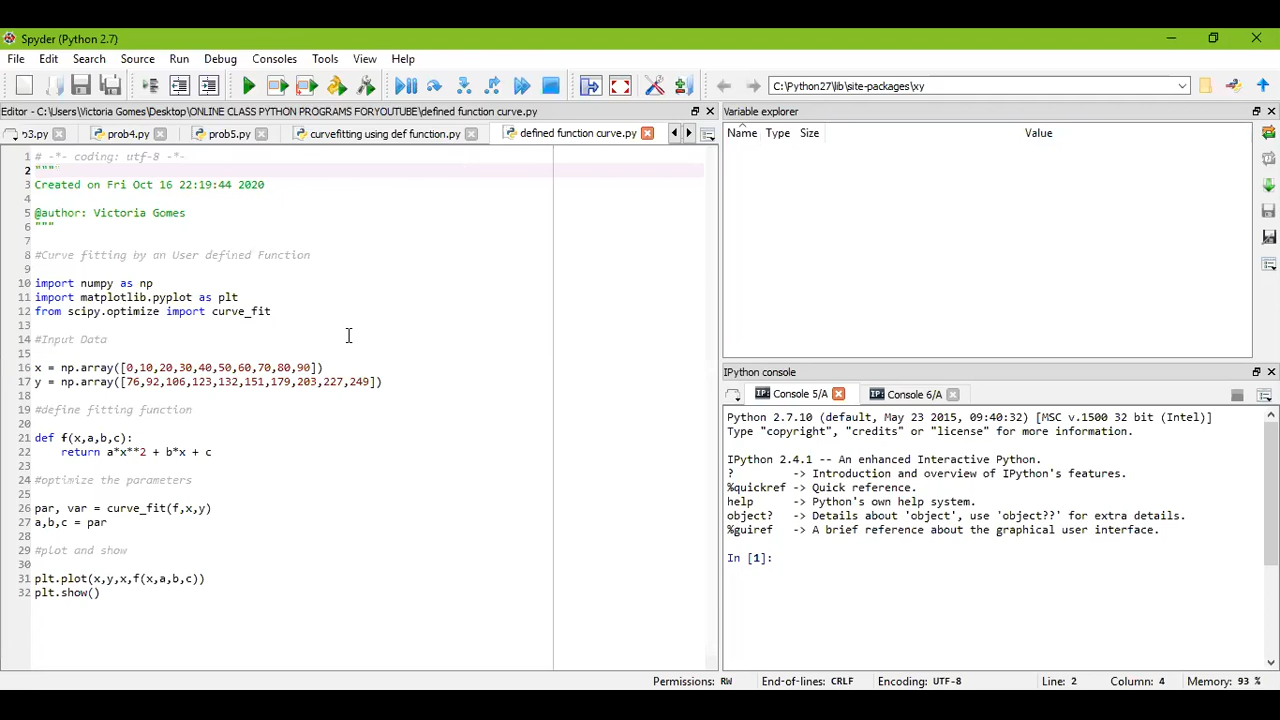 Spyder (Python 2.7)
File Edit Search Source Run Debug Consoles Tools View Help
C:\Python27\lib\site-packages\xy
Editor - C:\Users\Victoria Gomes\Desktop\ONLINE CLASS PYTHON PROGRAMS FORYOUTUBE\defined function curve.py
b3.py prob4.py prob5.py curvefitting using def function.py defined function curve.py
1 # -*- coding: utf-8 -*-
2 """
3 Created on Fri Oct 16 22:19:44 2020
4
5 @author: Victoria Gomes
6 """
7
8 #Curve fitting by an User defined Function
9
10 import numpy as np
11 import matplotlib.pyplot as plt
12 from scipy.optimize import curve_fit
13
14 #Input Data
15
16 x = np.array([0,10,20,30,40,50,60,70,80,90])
17 y = np.array([76,92,106,123,132,151,179,203,227,249])
18
19 #define fitting function
20
21 def f(x,a,b,c):
22     return a*x**2 + b*x + c
23
24 #optimize the parameters
25
26 par, var = curve_fit(f,x,y)
27 a,b,c = par
28
29 #plot and show
30
31 plt.plot(x,y,x,f(x,a,b,c))
32 plt.show()
Variable explorer
Name Type Size Value
IPython console
IP: Console 5/A IP: Console 6/A
Python 2.7.10 (default, May 23 2015, 09:40:32) [MSC v.1500 32 bit (Intel)]
Type "copyright", "credits" or "license" for more information.
IPython 2.4.1 -- An enhanced Interactive Python.
? -> Introduction and overview of IPython's features.
%quickref -> Quick reference.
help -> Python's own help system.
object? -> Details about 'object', use 'object??' for extra details.
%guiref -> A brief reference about the graphical user interface.
In [1]:
Permissions: RW End-of-lines: CRLF Encoding: UTF-8 Line: 2 Column: 4 Memory: 93 %